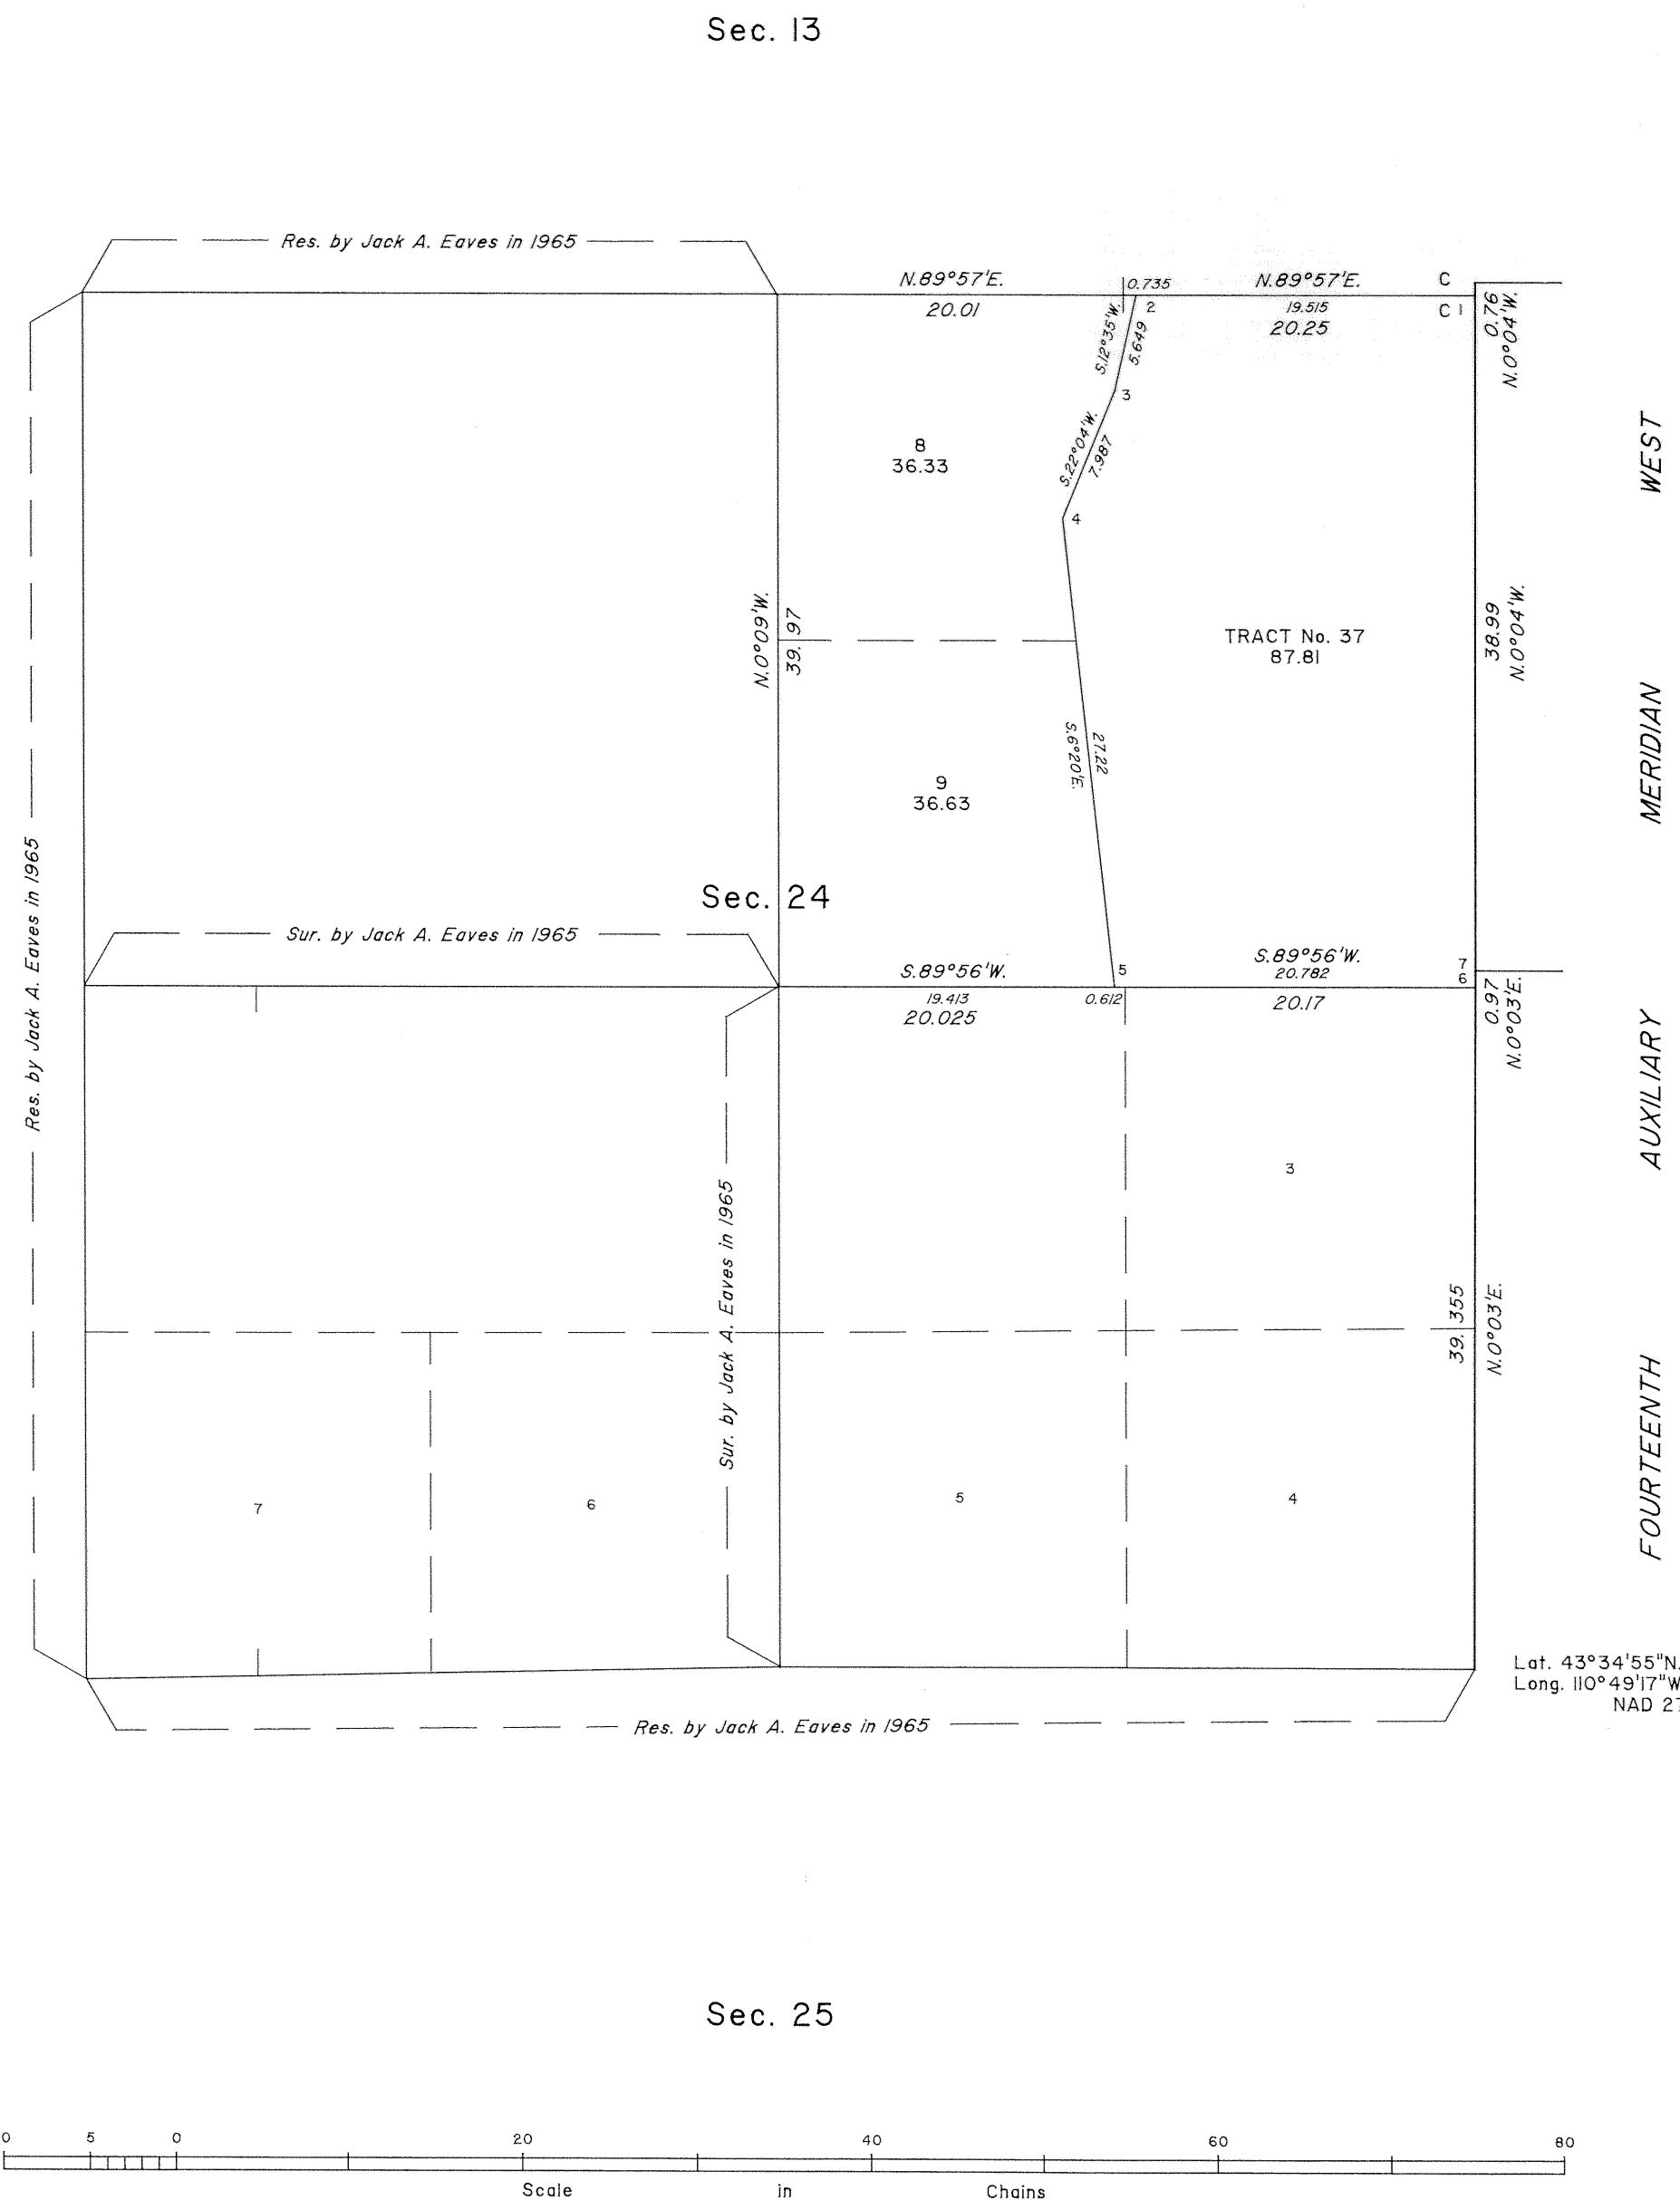 Sec. 13
Res. by Jack A. Eaves in 1965
N.89°57'E.
0.735
N.89°57'E.
C
20.01
2
19.515
C 1
20.25
0.76
N.0°04'W.
S.12°35'W.
5.649
3
WEST
8
36.33
S.22°04'W.
7.987
4
N.0°09'W.
39.97
TRACT No. 37
87.81
38.99
N.0°04'W.
MERIDIAN
S.6°20'E.
27.22
9
36.63
Res. by Jack A. Eaves in 1965
Sec. 24
Sur. by Jack A. Eaves in 1965
S.89°56'W.
5
S.89°56'W.
20.782
7
6
19.413
0.612
20.17
20.025
0.97
N.0°03'E.
AUXILIARY
3
Sur. by Jack A. Eaves in 1965
39.355
N.0°03'E.
FOURTEENTH
7
6
5
4
Lat. 43°34'55"N.
Long. 110°49'17"W
NAD 27
Res. by Jack A. Eaves in 1965
Sec. 25
0 5 0 20 40 60 80
Scale in Chains